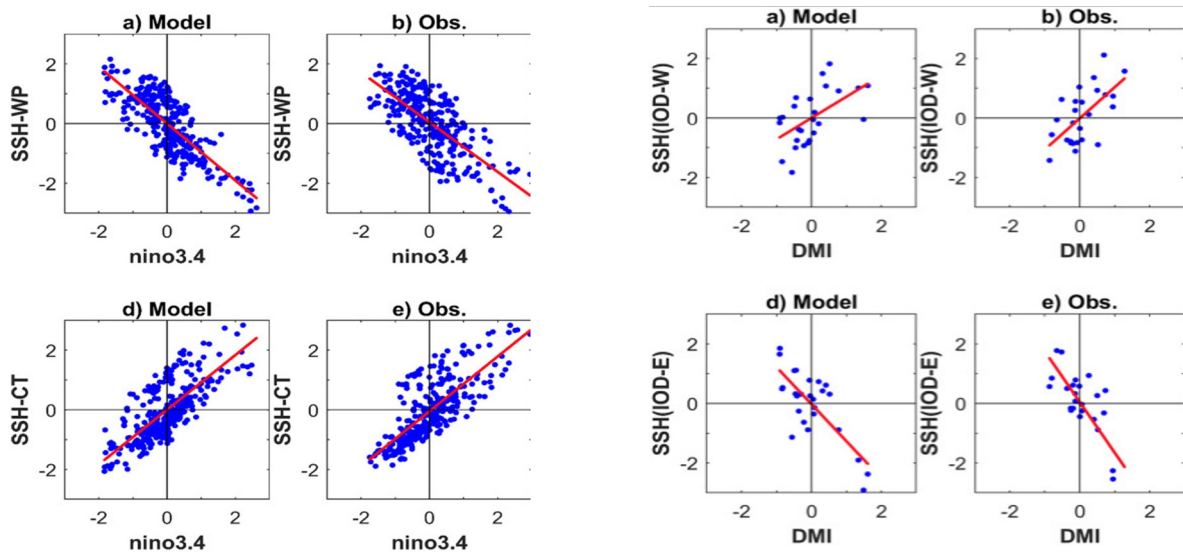 a) Model
SSH-WP
2
0
-2
-2 0 2
nino3.4
b) Obs.
SSH-WP
2
0
-2
-2 0 2
nino3.4
a) Model
SSH(IOD-W)
2
0
-2
-2 0 2
DMI
b) Obs.
SSH(IOD-W)
2
0
-2
-2 0 2
DMI
d) Model
SSH-CT
2
0
-2
-2 0 2
nino3.4
e) Obs.
SSH-CT
2
0
-2
-2 0 2
nino3.4
d) Model
SSH(IOD-E)
2
0
-2
-2 0 2
DMI
e) Obs.
SSH(IOD-E)
2
0
-2
-2 0 2
DMI